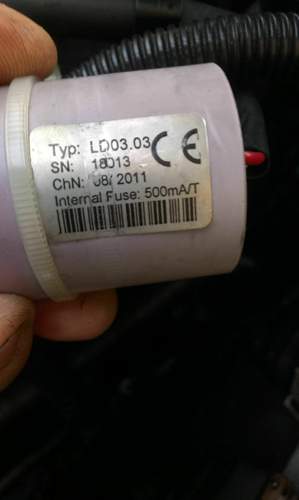 Typ: LD03.03 CE
SN: 18013
ChN: 08/ 2011
Internal Fuse: 500mA/T